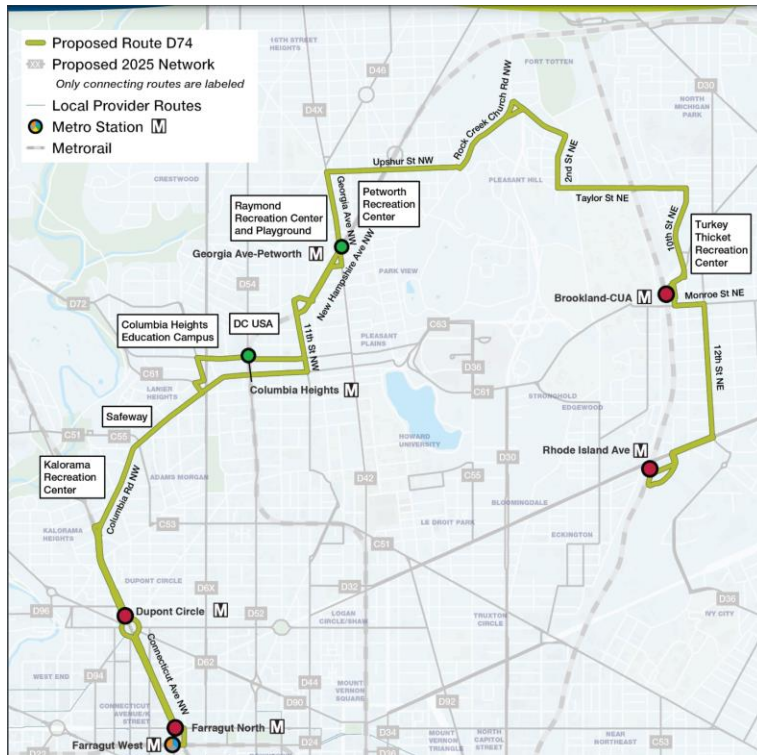 Proposed Route D74
XX Proposed 2025 Network
Only connecting routes are labeled
Local Provider Routes
Metro Station M
Metrorail
16TH STREET
HEIGHTS
D46
D4X
FORT TOTTEN
D30
NORTH
MICHIGAN
PARK
Rock Creek Church Rd NW
Upshur St NW
CRESTWOOD
PLEASANT HILL
2nd St NE
Taylor St NE
Raymond
Recreation Center
and Playground
Georgia Ave NW
Petworth
Recreation
Center
10th St NE
Turkey
Thicket
Recreation
Center
Georgia Ave-Petworth M
New Hampshire Ave NW
PARK VIEW
D54
Brookland-CUA M
Monroe St NE
D72
Columbia Heights
Education Campus
DC USA
11th St NW
PLEASANT
PLAINS
C63
D36
C61
C61
Columbia Heights M
LANIER
HEIGHTS
STRONGHOLD
EDGEWOOD
12th St NE
Safeway
C51
C55
HOWARD
UNIVERSITY
Rhode Island Ave M
Kalorama
Recreation
Center
Columbia Rd NW
ADAMS MORGAN
D42
D30
C55
BLOOMINGDALE
KALORAMA
HEIGHTS
C53
LE DROIT PARK
ECKINGTON
C51
DUPONT CIRCLE
D6X
D32
D36
IVY CITY
D96
Dupont Circle M
D52
LOGAN
CIRCLE/SHAW
TRUXTON
CIRCLE
Connecticut Ave NW
WEST END
D94
D62
D44
MOUNT
VERNON
SQUARE
CONNECTICUT
AVENUE/K
STREET
D90
D92
Farragut North M
Farragut West M
D24
D34
MOUNT
VERNON
TRIANGLE
NORTH
CAPITOL
STREET
NEAR
NORTHEAST